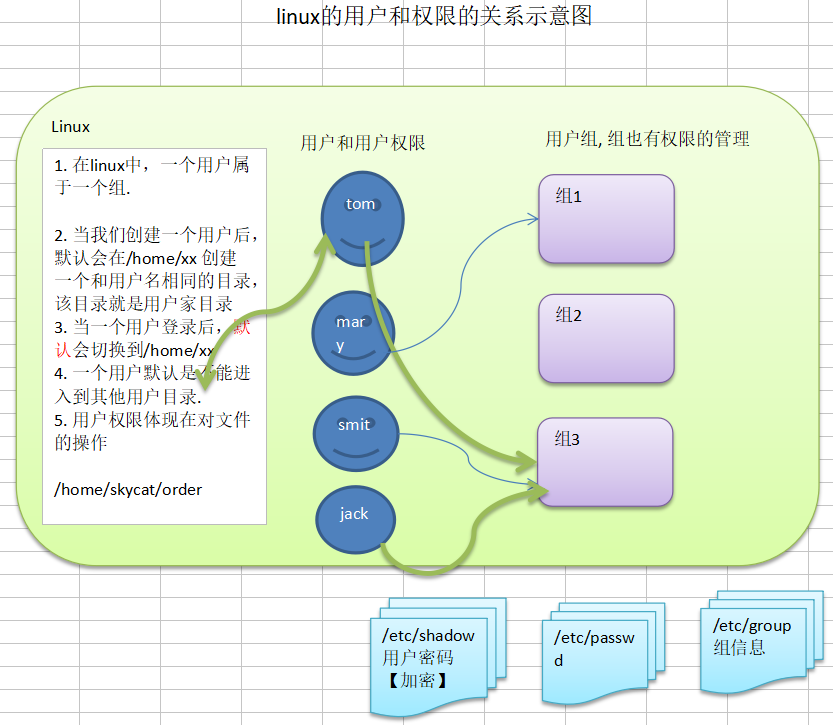 linux的用户和权限的关系示意图
Linux
1. 在linux中，一个用户属
于一个组.
2. 当我们创建一个用户后，
默认会在/home/xx 创建
一个和用户名相同的目录，
该目录就是用户家目录
3. 当一个用户登录后，默
认会切换到/home/xx
4. 一个用户默认是不能进
入到其他用户目录.
5. 用户权限体现在对文件
的操作
/home/skycat/order
用户和用户权限
tom
mar
y
smit
jack
用户组, 组也有权限的管理
组1
组2
组3
/etc/shadow
用户密码
【加密】
/etc/passw
d
/etc/group
组信息